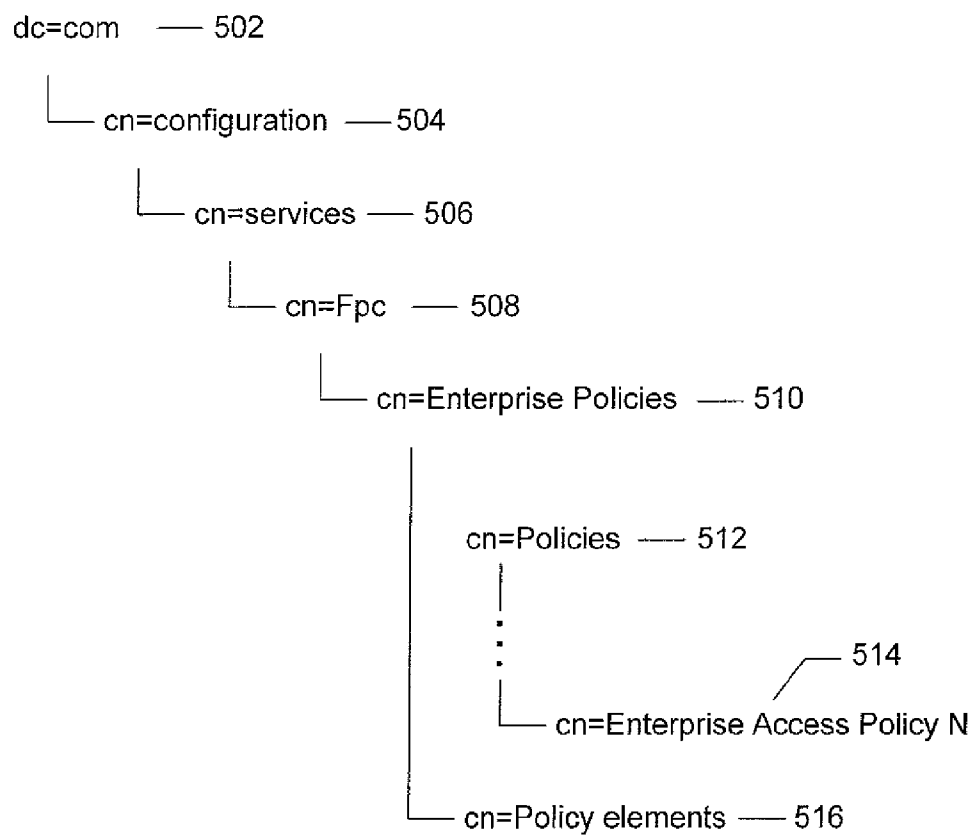 dc=com 502
cn=configuration 504
cn=services 506
cn=Fpc 508
cn=Enterprise Policies 510
cn=Policies 512
514
cn=Enterprise Access Policy N
cn=Policy elements 516